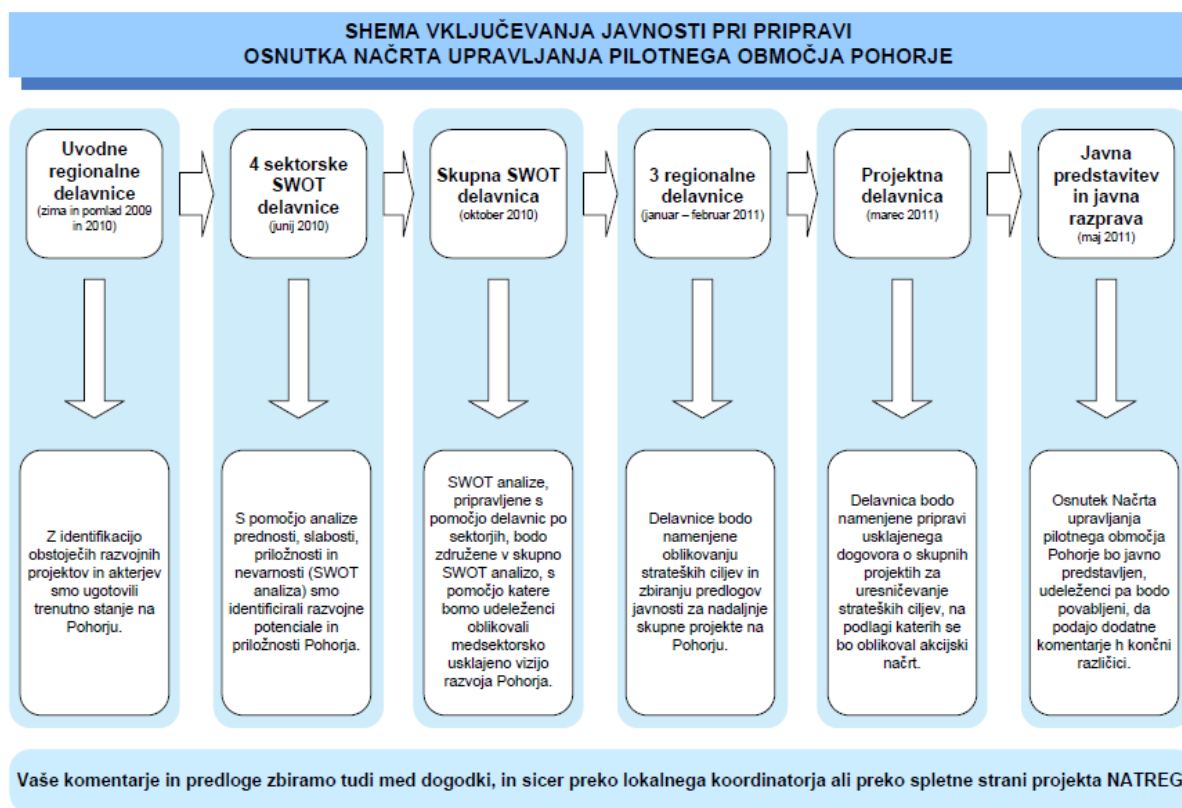 SHEMA VKLJUČEVANJA JAVNOSTI PRI PRIPRAVI
OSNUTKA NAČRTA UPRAVLJANJA PILOTNEGA OBMOČJA POHORJE
Uvodne
regionalne
delavnice
(zima in pomlad 2009
in 2010)
4 sektorske
SWOT
delavnice
(junij 2010)
Skupna SWOT
delavnica
(oktober 2010)
3 regionalne
delavnice
(januar – februar 2011)
Projektna
delavnica
(marec 2011)
Javna
predstavitev
in javna
razprava
(maj 2011)
Z identifikacijo
obstoječih razvojnih
projektov in akterjev
smo ugotovili
trenutno stanje na
Pohorju.
S pomočjo analize
prednosti, slabosti,
priložnosti in
nevarnosti (SWOT
analiza) smo
identificirali razvojne
potenciale in
priložnosti Pohorja.
SWOT analize,
pripravljene s
pomočjo delavnic po
sektorjih, bodo
združene v skupno
SWOT analizo, s
pomočjo katere
bomo udeleženci
oblikovali
medsektorsko
usklajeno vizijo
razvoja Pohorja.
Delavnice bodo
namenjene
oblikovanju
strateških ciljev in
zbiranju predlogov
javnosti za nadaljnje
skupne projekte na
Pohorju.
Delavnica bodo
namenjene pripravi
usklajenega
dogovora o skupnih
projektih za
uresničevanje
strateških ciljev, na
podlagi katerih se
bo oblikoval akcijski
načrt.
Osnutek Načrta
upravljanja
pilotnega območja
Pohorje bo javno
predstavljen,
udeleženci pa bodo
povabljeni, da
podajo dodatne
komentarje h končni
različici.
Vaše komentarje in predloge zbiramo tudi med dogodki, in sicer preko lokalnega koordinatorja ali preko spletne strani projekta NATREG